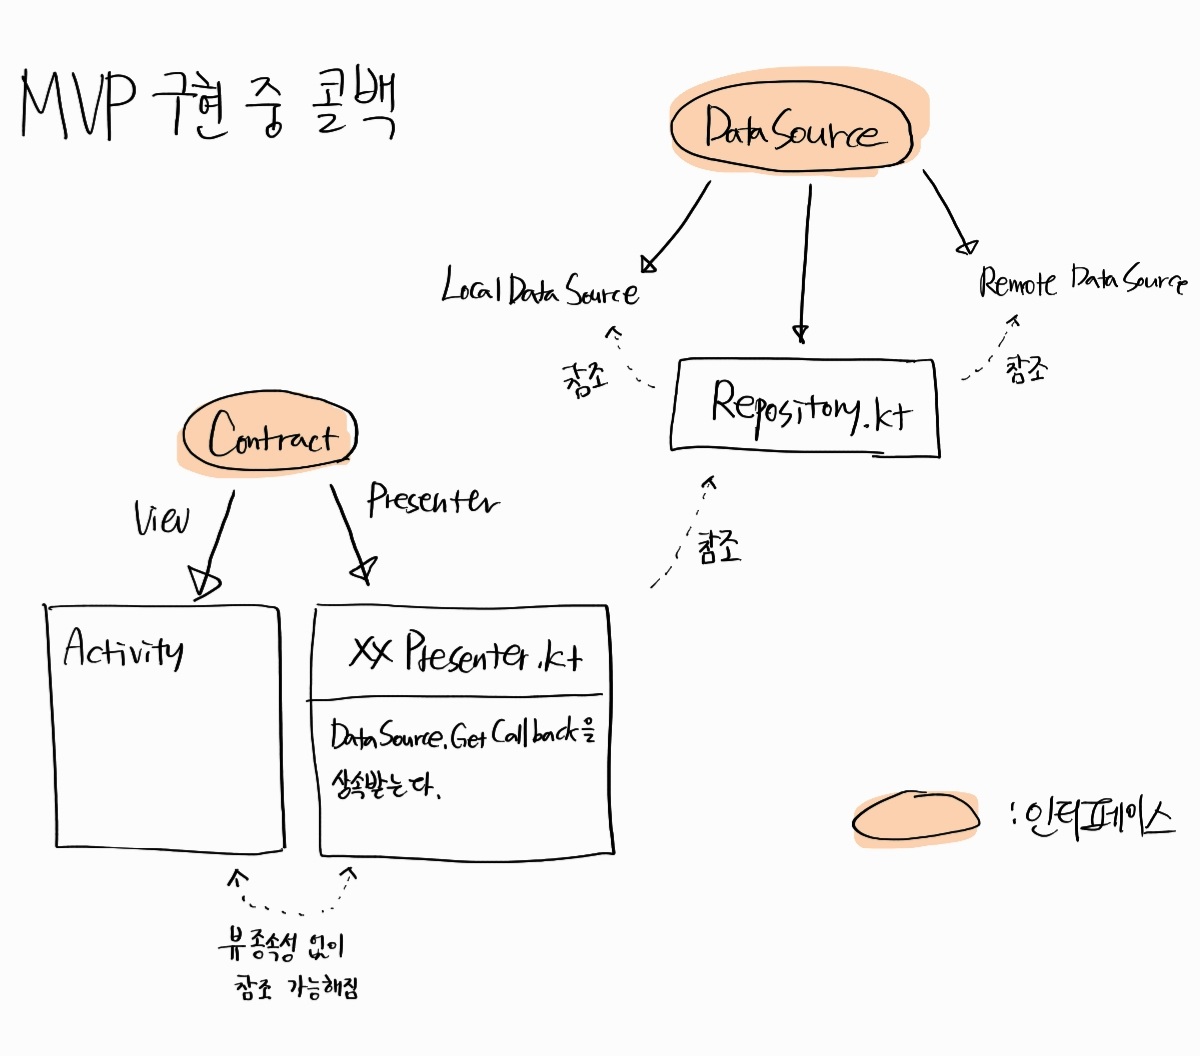 MVP 구현 중 콜백
DataSource
Local Data Source
Remote Data Source
참조
참조
Repository.kt
Contract
View
Presenter
참조
Activity
XX Presenter.kt
DataSource.GetCallback을
상속받는다.
:인터페이스
뷰 종속성 없이
참조 가능해짐